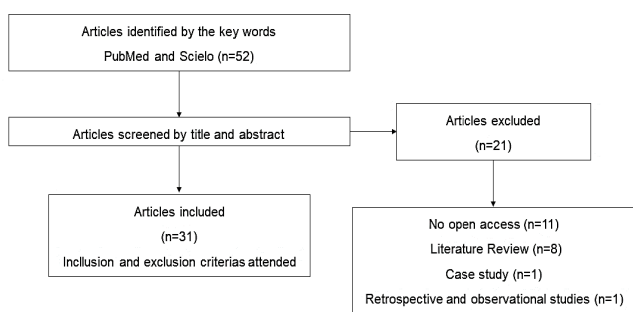 Articles identified by the key words
PubMed and Scielo (n=52)
Articles screened by title and abstract
Articles excluded
(n=21)
Articles included
(n=31)
Incllusion and exclusion criterias attended
No open access (n=11)
Literature Review (n=8)
Case study (n=1)
Retrospective and observational studies (n=1)